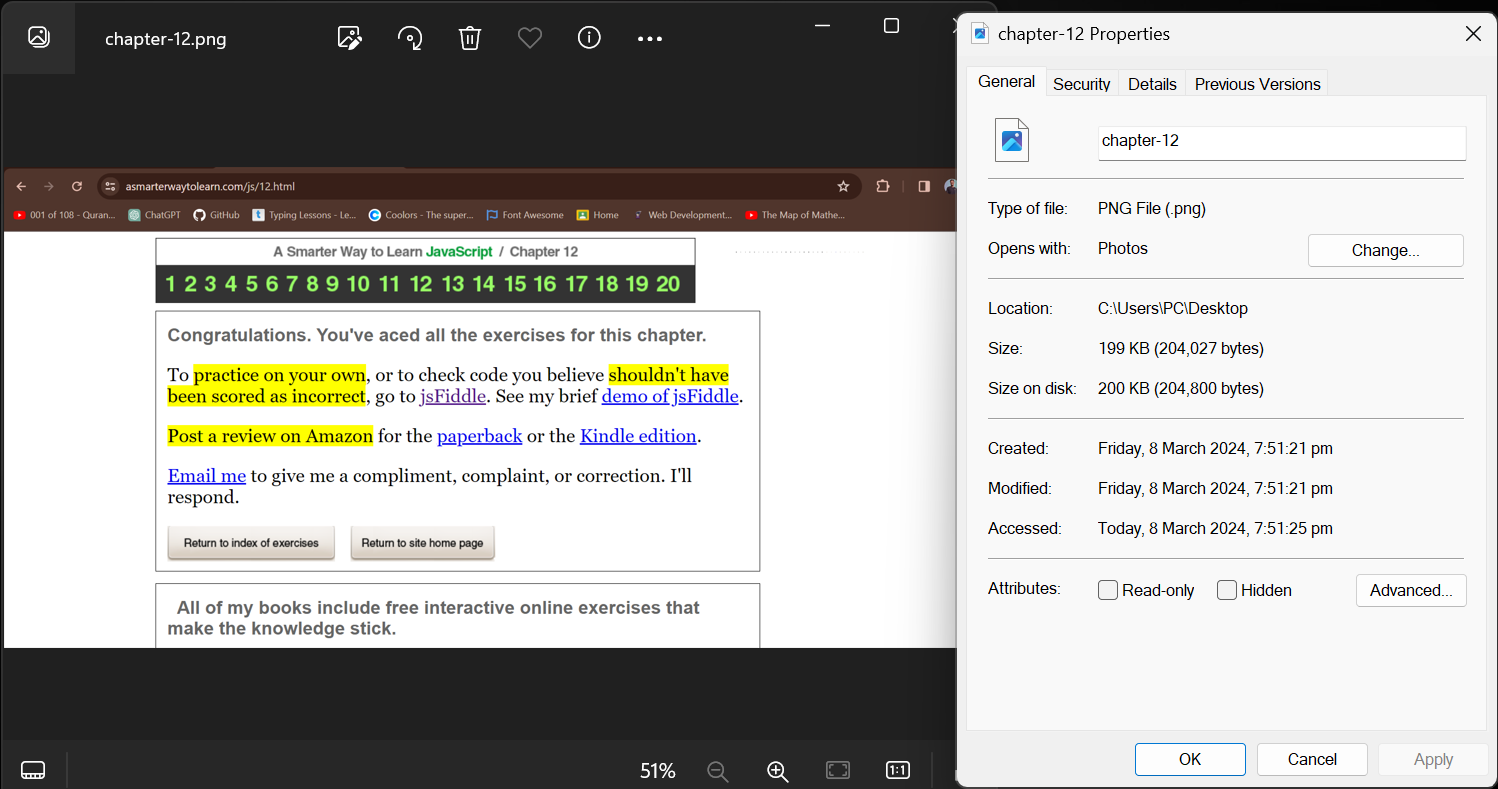 chapter-12.png
asmarterwaytolearn.com/js/12.html
001 of 108 - Quran... ChatGPT GitHub Typing Lessons - Le... Coolors - The super... Font Awesome Home Web Development... The Map of Mathe...
A Smarter Way to Learn JavaScript / Chapter 12
1 2 3 4 5 6 7 8 9 10 11 12 13 14 15 16 17 18 19 20
Congratulations. You've aced all the exercises for this chapter.
To practice on your own, or to check code you believe shouldn't have
been scored as incorrect, go to jsFiddle. See my brief demo of jsFiddle.
Post a review on Amazon for the paperback or the Kindle edition.
Email me to give me a compliment, complaint, or correction. I'll
respond.
Return to index of exercises Return to site home page
All of my books include free interactive online exercises that
make the knowledge stick.
51%
1:1
chapter-12 Properties
General Security Details Previous Versions
chapter-12
Type of file: PNG File (.png)
Opens with: Photos Change...
Location: C:\Users\PC\Desktop
Size: 199 KB (204,027 bytes)
Size on disk: 200 KB (204,800 bytes)
Created: Friday, 8 March 2024, 7:51:21 pm
Modified: Friday, 8 March 2024, 7:51:21 pm
Accessed: Today, 8 March 2024, 7:51:25 pm
Attributes: Read-only Hidden Advanced...
OK Cancel Apply